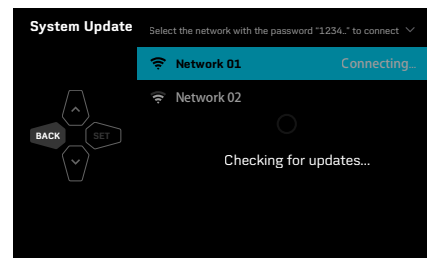 System Update
Select the network with the password "1234.." to connect
Network 01 Connecting...
Network 02
BACK SET
Checking for updates...